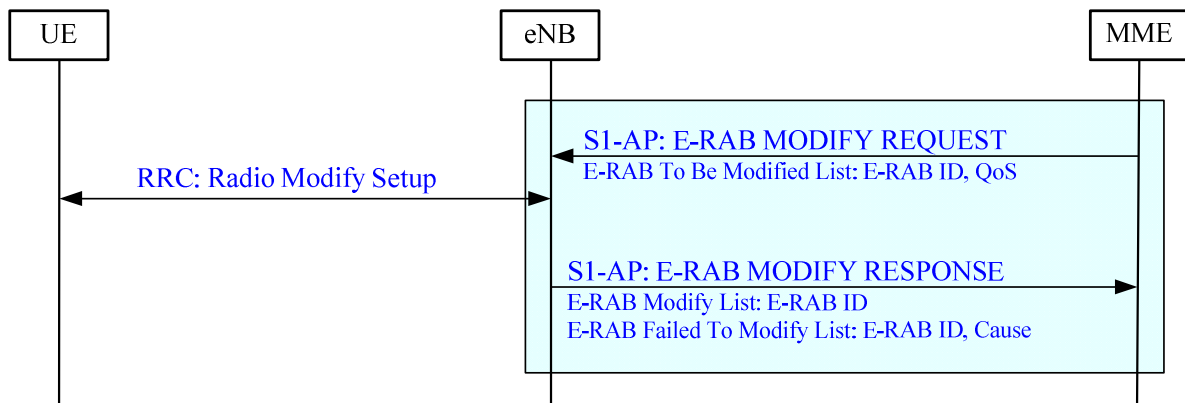 UE
eNB
MME
S1-AP: E-RAB MODIFY REQUEST
E-RAB To Be Modified List: E-RAB ID, QoS
RRC: Radio Modify Setup
S1-AP: E-RAB MODIFY RESPONSE
E-RAB Modify List: E-RAB ID
E-RAB Failed To Modify List: E-RAB ID, Cause